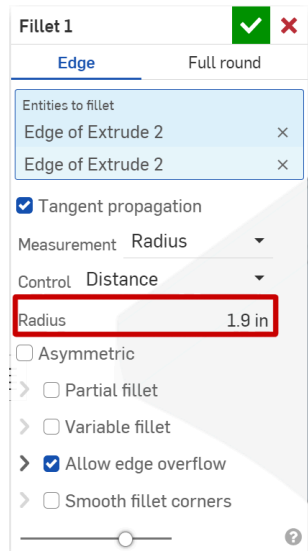 Fillet 1
Edge Full round
Entities to fillet
Edge of Extrude 2
Edge of Extrude 2
Tangent propagation
Measurement Radius
Control Distance
Radius 1.9 in
Asymmetric
Partial fillet
Variable fillet
Allow edge overflow
Smooth fillet corners
?